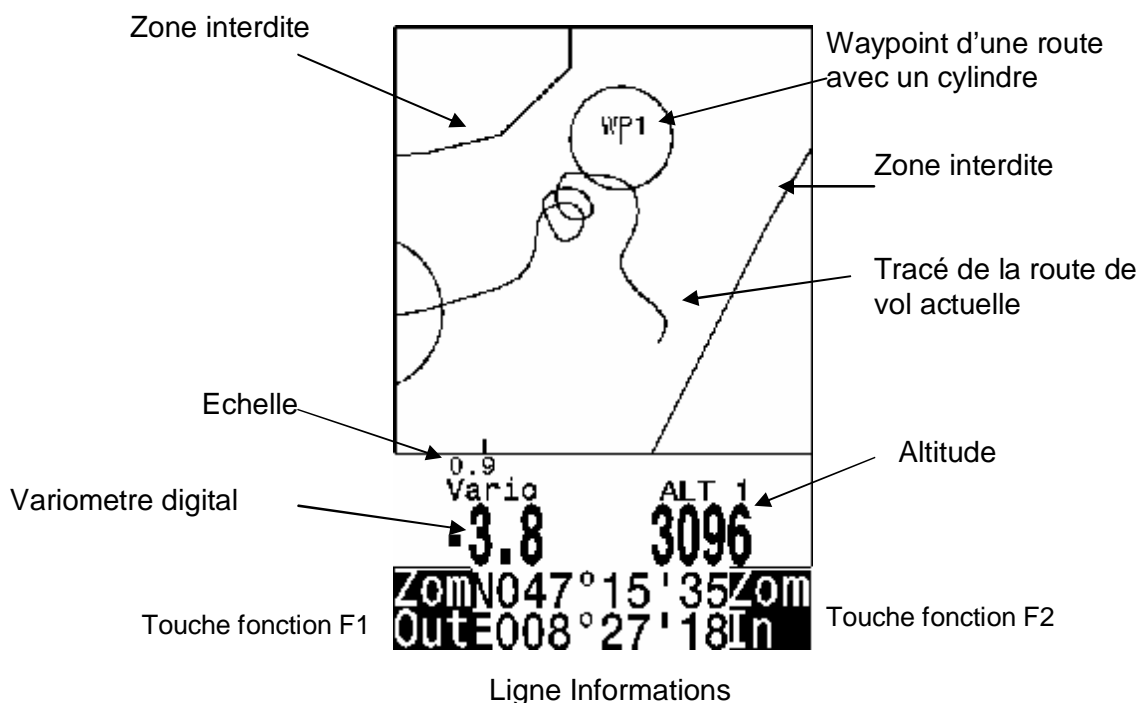 Zone interdite
Waypoint d'une route
avec un cylindre
WP1
Zone interdite
Tracé de la route de
vol actuelle
Echelle
Altitude
0.9
Vario
ALT 1
Variometre digital
-3.8
3096
Zom
N047°15'35
Zom
Touche fonction F1
Touche fonction F2
Out
E008°27'18
In
Ligne Informations